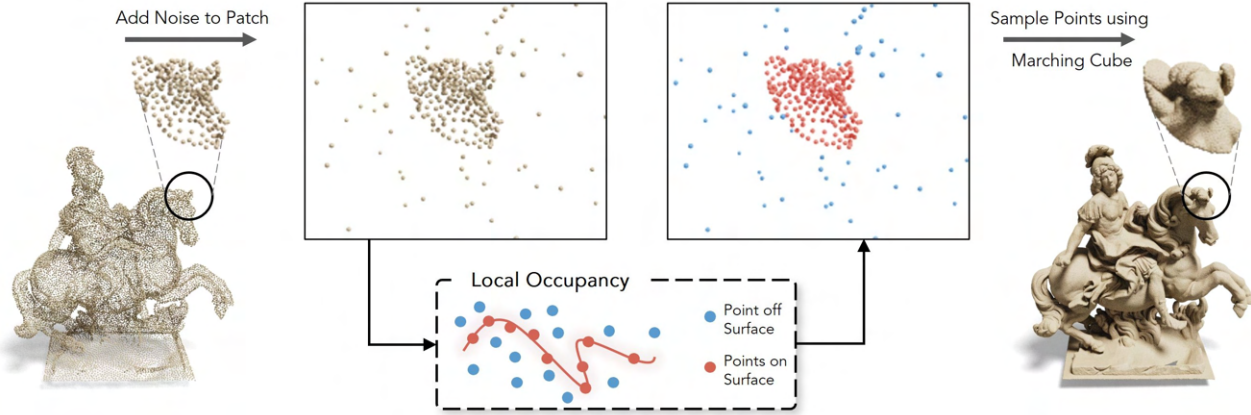 Add Noise to Patch
Sample Points using
Marching Cube
Local Occupancy
Point off
Surface
Points on
Surface